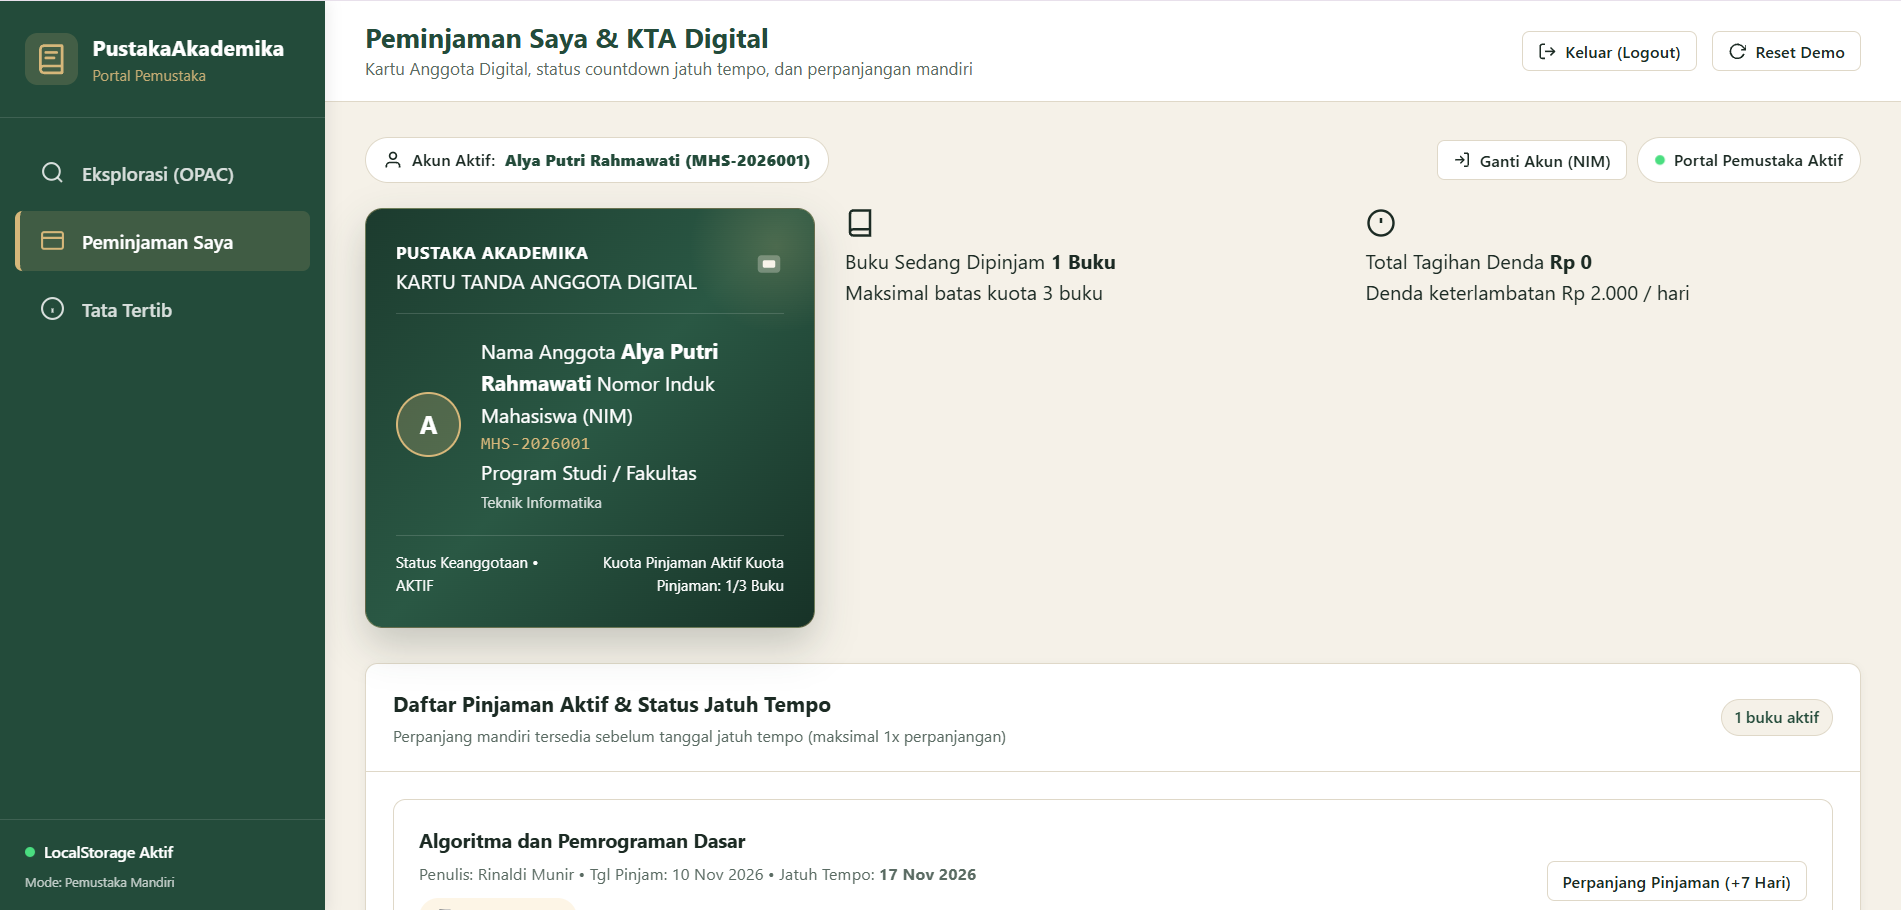 PustakaAkademika
Portal Pemustaka
Eksplorasi (OPAC)
Peminjaman Saya
Tata Tertib
LocalStorage Aktif
Mode: Pemustaka Mandiri
Peminjaman Saya & KTA Digital
Kartu Anggota Digital, status countdown jatuh tempo, dan perpanjangan mandiri
Keluar (Logout)
Reset Demo
Akun Aktif: Alya Putri Rahmawati (MHS-2026001)
Ganti Akun (NIM)
Portal Pemustaka Aktif
PUSTAKA AKADEMIKA
KARTU TANDA ANGGOTA DIGITAL
A
Nama Anggota Alya Putri
Rahmawati Nomor Induk
Mahasiswa (NIM)
MHS-2026001
Program Studi / Fakultas
Teknik Informatika
Status Keanggotaan •
AKTIF
Kuota Pinjaman Aktif Kuota
Pinjaman: 1/3 Buku
Buku Sedang Dipinjam 1 Buku
Maksimal batas kuota 3 buku
Total Tagihan Denda Rp 0
Denda keterlambatan Rp 2.000 / hari
Daftar Pinjaman Aktif & Status Jatuh Tempo
Perpanjang mandiri tersedia sebelum tanggal jatuh tempo (maksimal 1x perpanjangan)
1 buku aktif
Algoritma dan Pemrograman Dasar
Penulis: Rinaldi Munir • Tgl Pinjam: 10 Nov 2026 • Jatuh Tempo: 17 Nov 2026
Perpanjang Pinjaman (+7 Hari)